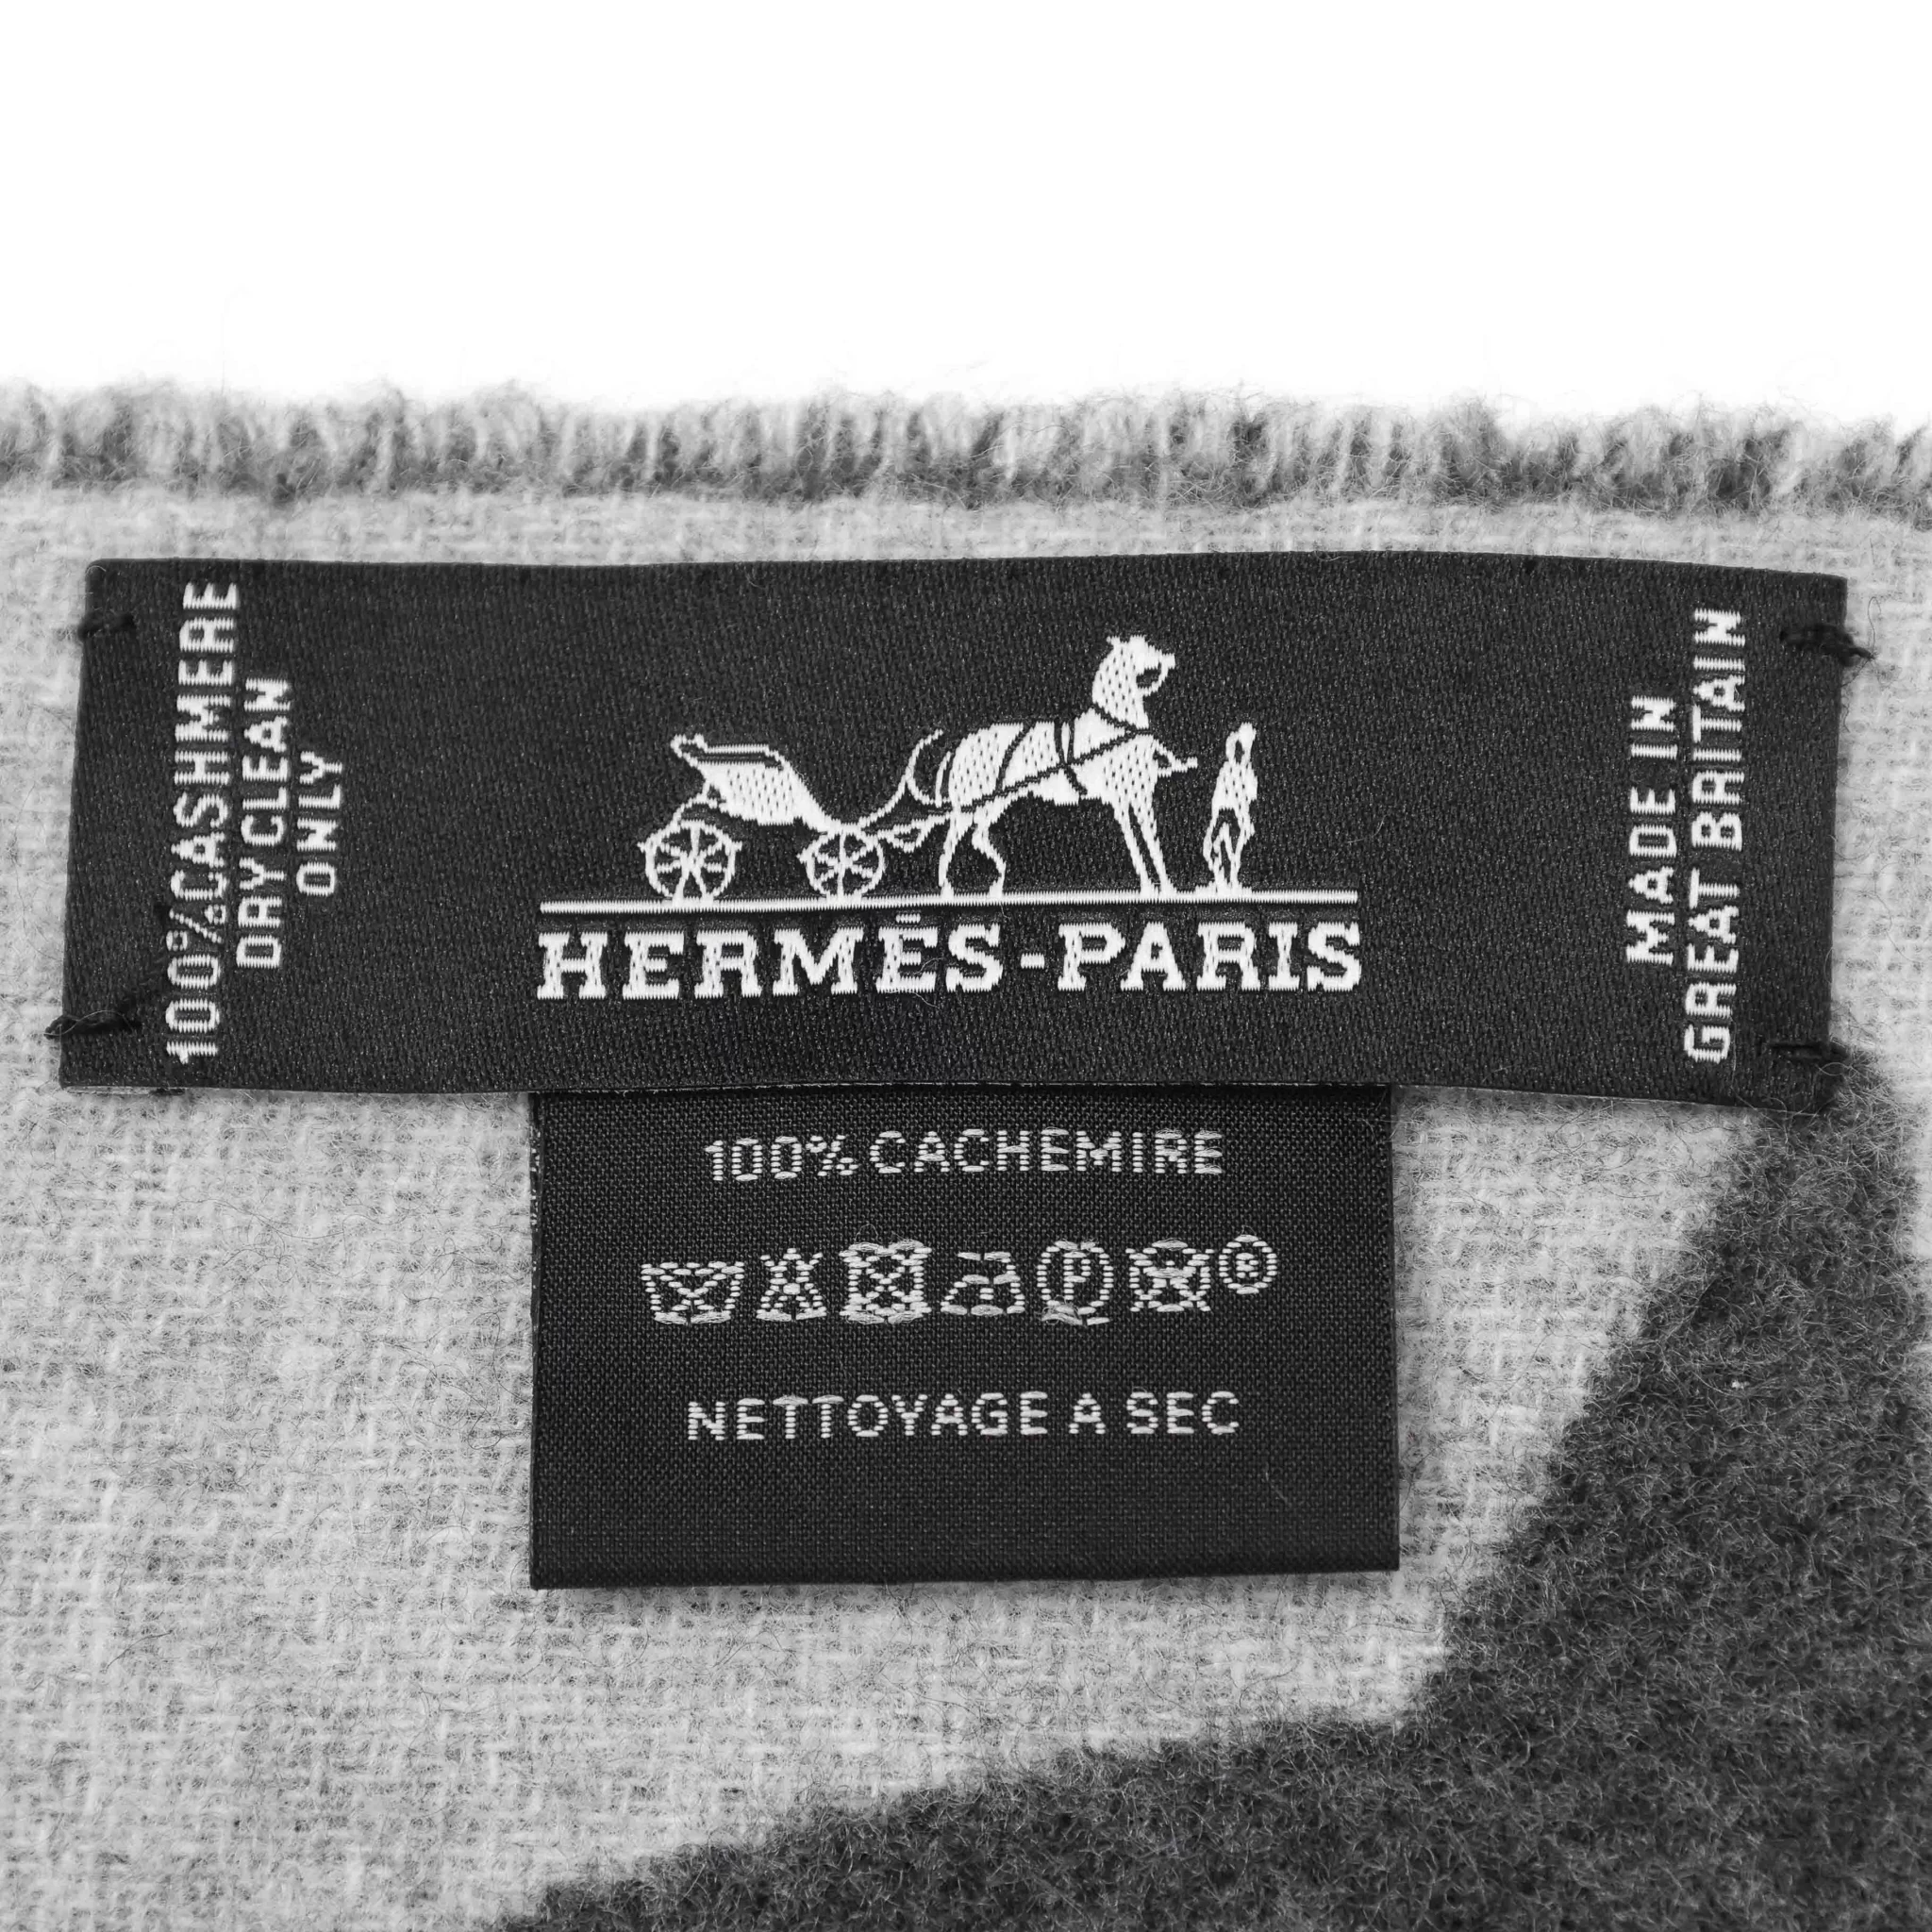 100%CASHMERE
DRY CLEAN
ONLY
HERMÈS-PARIS
MADE IN
GREAT BRITAIN
100% CACHEMIRE
P ®
NETTOYAGE A SEC